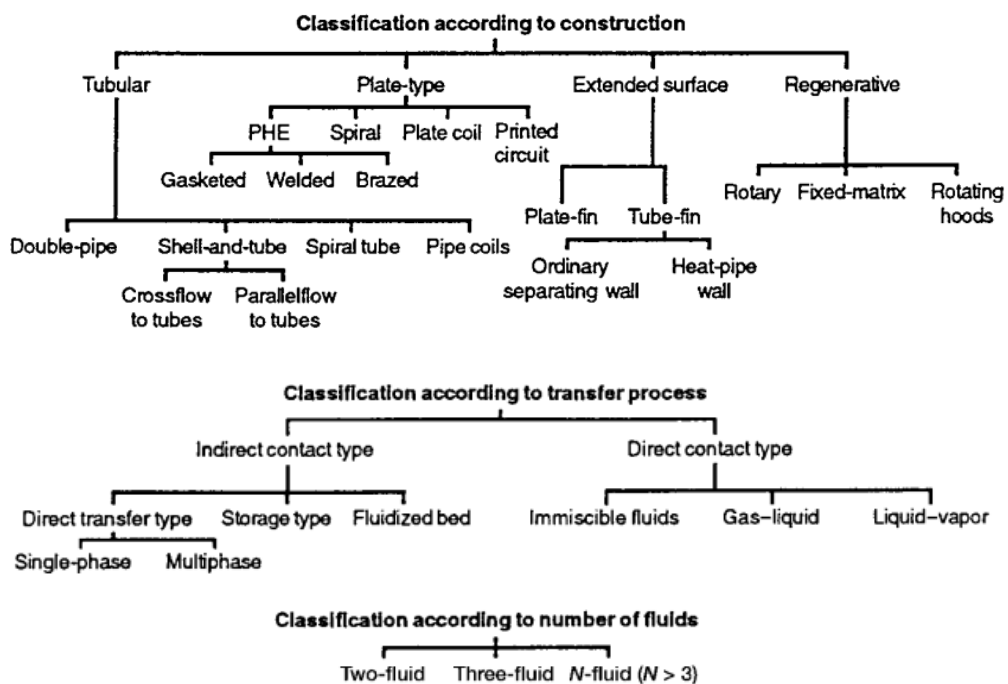 Classification according to construction
Tubular Plate-type Extended surface Regenerative
PHE Spiral Plate coil Printed
circuit
Gasketed Welded Brazed
Rotary Fixed-matrix Rotating
hoods
Plate-fin Tube-fin
Double-pipe Shell-and-tube Spiral tube Pipe coils
Ordinary
separating wall
Heat-pipe
wall
Crossflow
to tubes
Parallelflow
to tubes
Classification according to transfer process
Indirect contact type Direct contact type
Direct transfer type Storage type Fluidized bed Immiscible fluids Gas–liquid Liquid–vapor
Single-phase Multiphase
Classification according to number of fluids
Two-fluid Three-fluid N-fluid (N > 3)